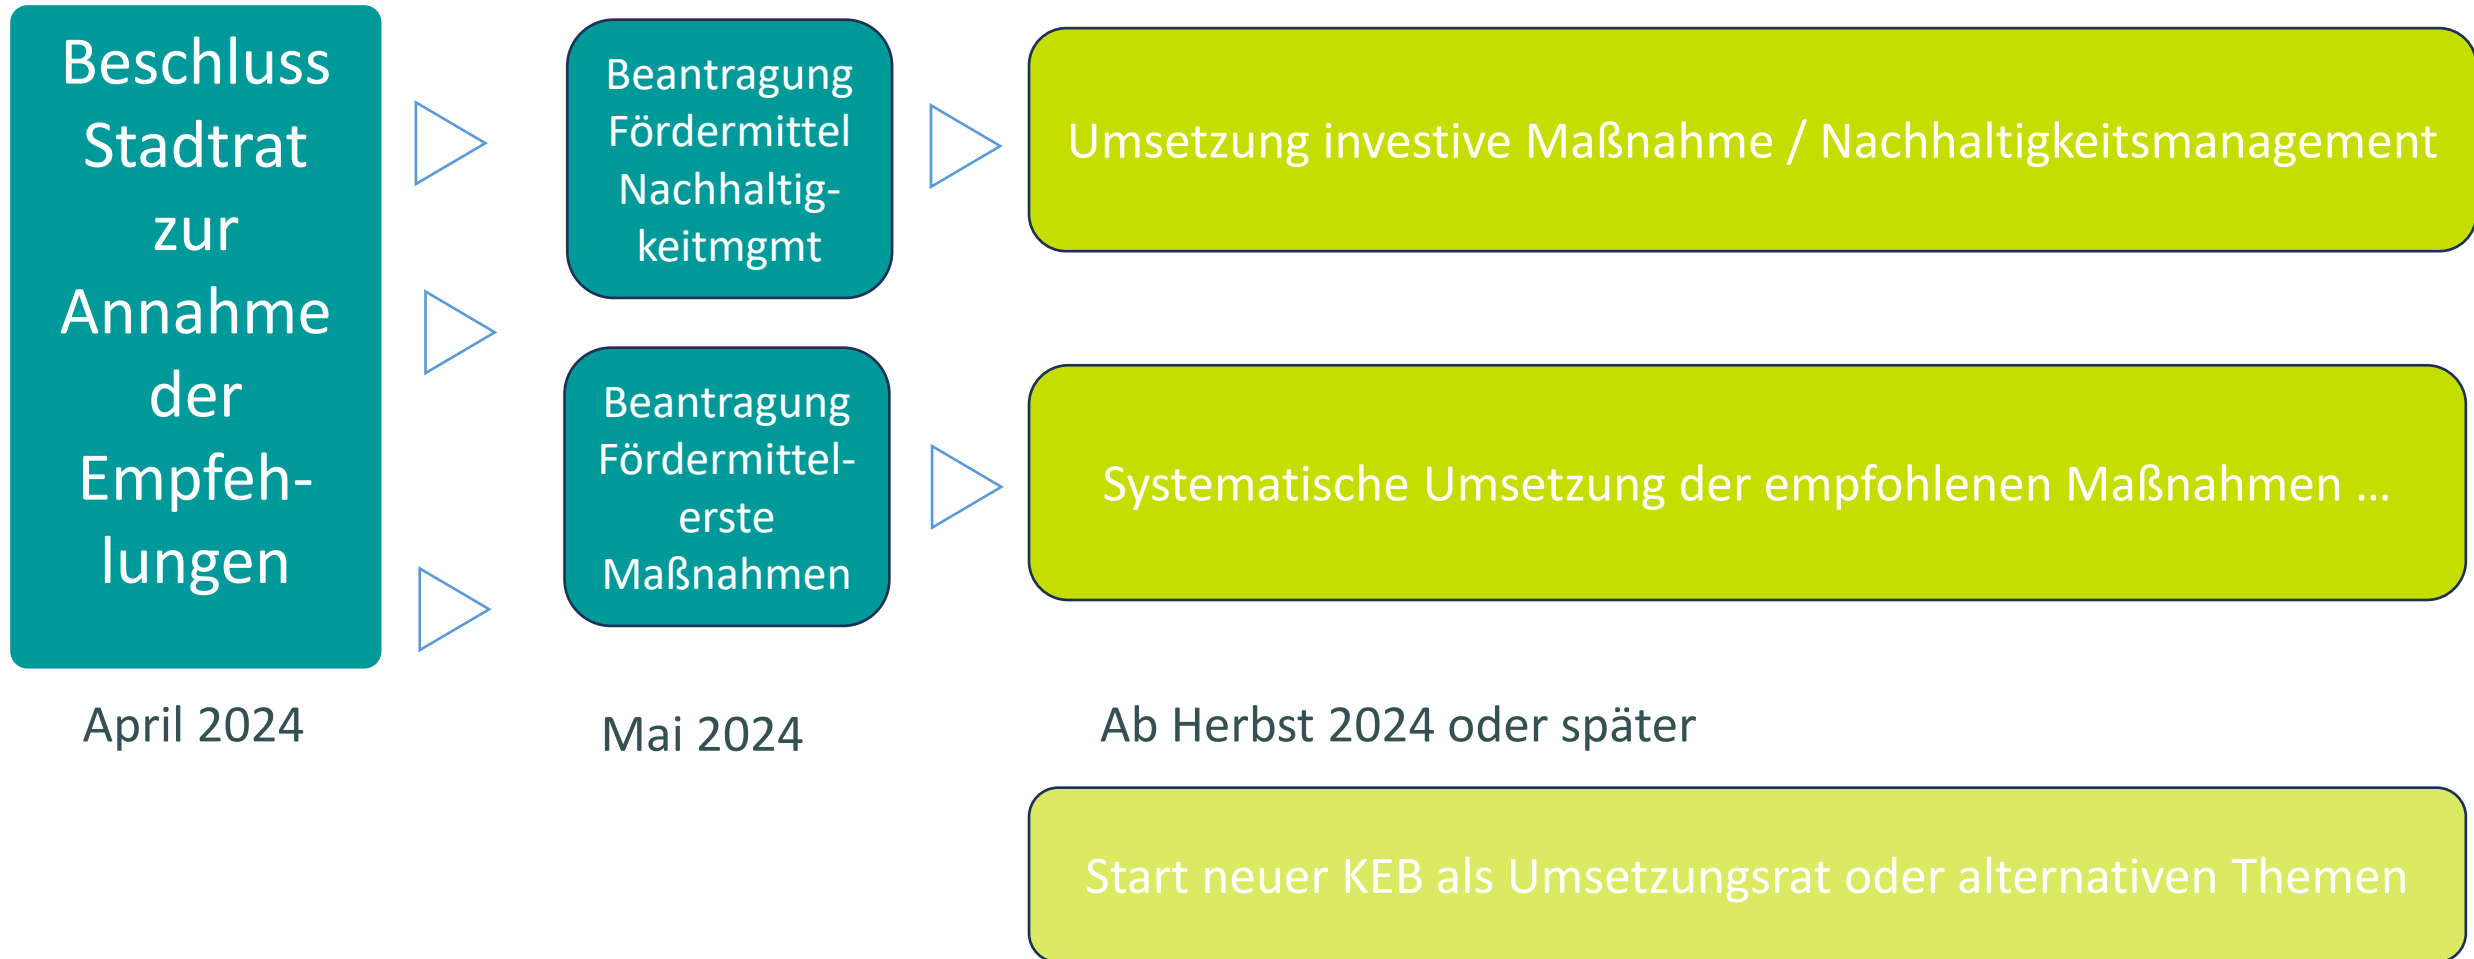 Beschluss
Stadtrat
zur
Annahme
der
Empfeh-
lungen
April 2024
Beantragung
Fördermittel
Nachhaltig-
keitmgmt
Beantragung
Fördermittel-
erste
Maßnahmen
Mai 2024
Umsetzung investive Maßnahme / Nachhaltigkeitsmanagement
Systematische Umsetzung der empfohlenen Maßnahmen ...
Ab Herbst 2024 oder später
Start neuer KEB als Umsetzungsrat oder alternativen Themen